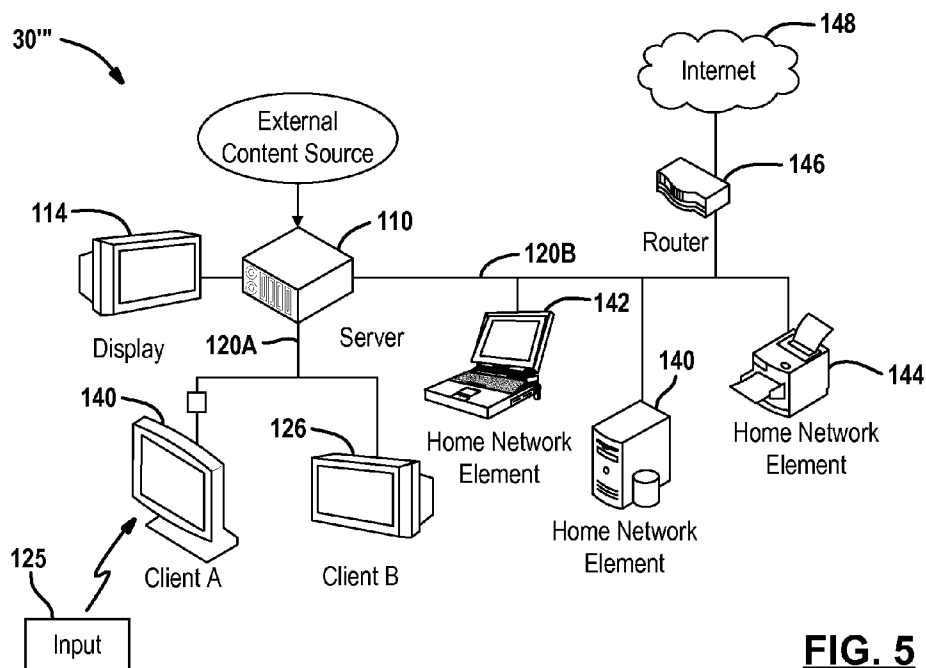 30'''
148
Internet
External
Content Source
146
114
110
Router
120B
142
Display
120A
Server
140
126
140
144
Home Network
Element
Home Network
Element
Home Network
Element
125
Client A
Client B
Input
FIG. 5